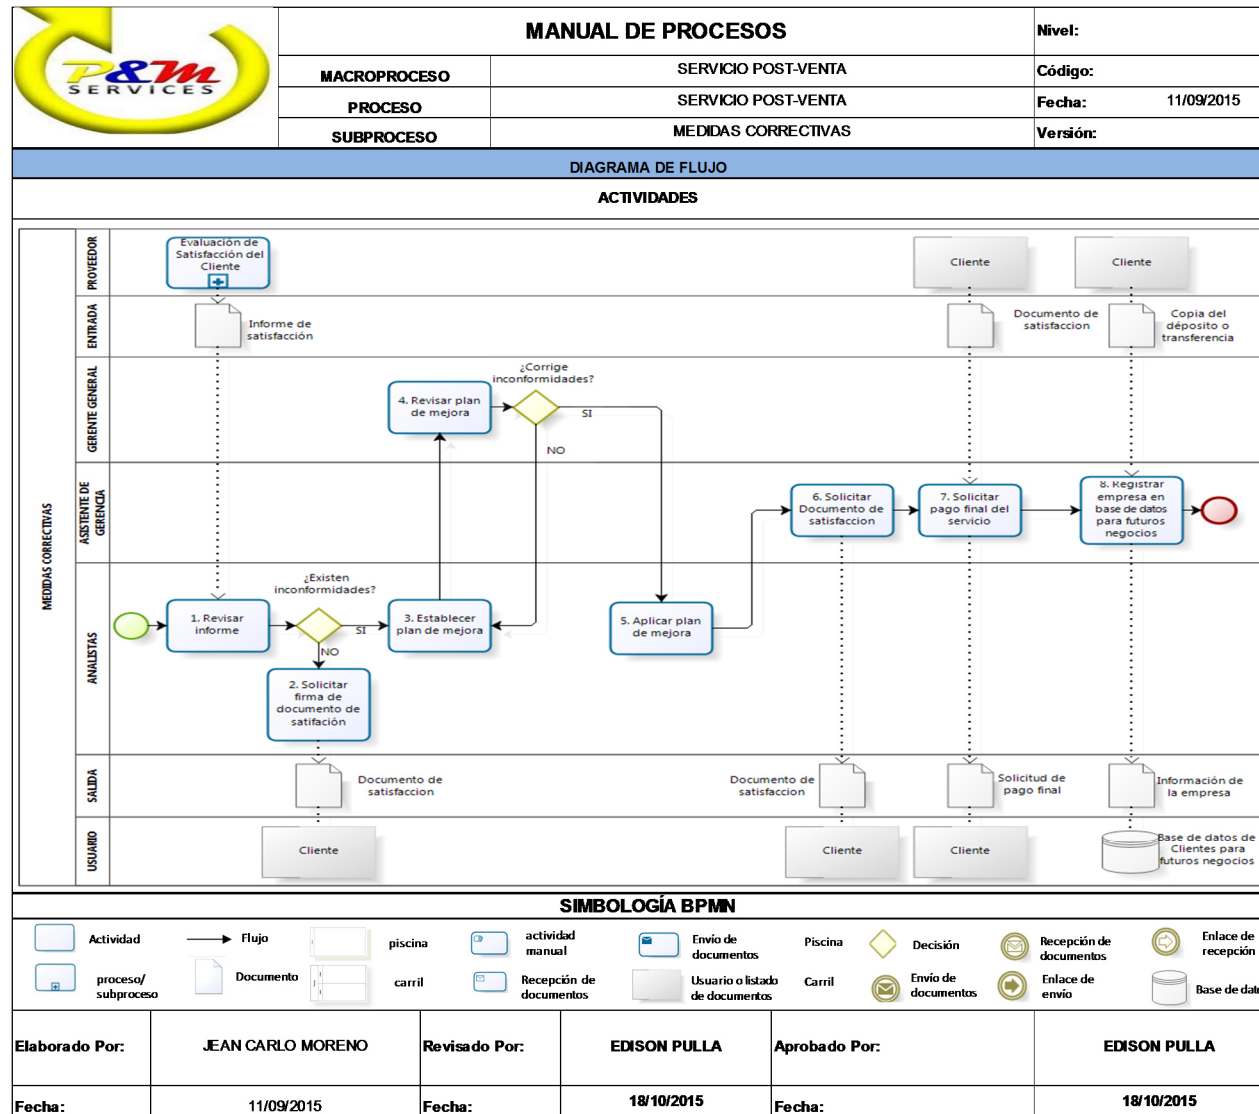 P&M
SERVICES
MANUAL DE PROCESOS
Nivel:
MACROPROCESO
SERVICIO POST-VENTA
Código:
PROCESO
SERVICIO POST-VENTA
Fecha: 11/09/2015
SUBPROCESO
MEDIDAS CORRECTIVAS
Versión:
DIAGRAMA DE FLUJO
ACTIVIDADES
MEDIDAS CORRECTIVAS
PROVEEDOR
Evaluación de
Satisfacción del
Cliente
Cliente
Cliente
ENTRADA
Informe de
satisfacción
Documento de
satisfaccion
Copia del
déposito o
transferencia
GERENTE GENERAL
4. Revisar plan
de mejora
¿Corrige
inconformidades?
SI
NO
ASISTENTE DE
GERENCIA
6. Solicitar
Documento de
satisfaccion
7. Solicitar
pago final del
servicio
8. Registrar
empresa en
base de datos
para futuros
negocios
ANALISTAS
1. Revisar
informe
¿Existen
inconformidades?
SI
NO
2. Solicitar
firma de
documento de
satifación
3. Establecer
plan de mejora
5. Aplicar plan
de mejora
SALIDA
Documento de
satisfaccion
Documento de
satisfaccion
Solicitud de
pago final
Información de
la empresa
USUARIO
Cliente
Cliente
Cliente
Base de datos de
Clientes para
futuros negocios
SIMBOLOGÍA BPMN
Actividad
Flujo
piscina
actividad
manual
Envío de
documentos
Piscina
Decisión
Recepción de
documentos
Enlace de
recepción
proceso/
subproceso
Documento
carril
Recepción de
documentos
Usuario o listado
de documentos
Carril
Envío de
documentos
Enlace de
envío
Base de dat
Elaborado Por:
JEAN CARLO MORENO
Revisado Por:
EDISON PULLA
Aprobado Por:
EDISON PULLA
Fecha:
11/09/2015
Fecha:
18/10/2015
Fecha:
18/10/2015